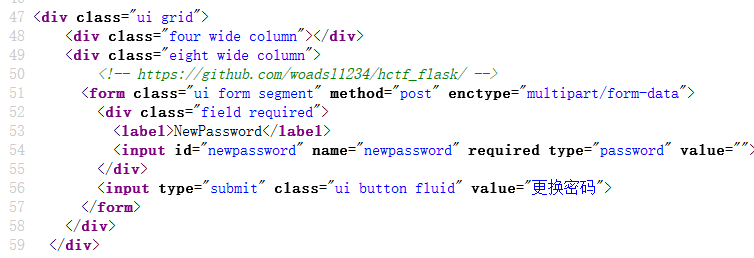 47 <div class="ui grid">
48 <div class="four wide column"></div>
49 <div class="eight wide column">
50 <!-- https://github.com/woadsl1234/hctf_flask/ -->
51 <form class="ui form segment" method="post" enctype="multipart/form-data">
52 <div class="field required">
53 <label>NewPassword</label>
54 <input id="newpassword" name="newpassword" required type="password" value="">
55 </div>
56 <input type="submit" class="ui button fluid" value="更换密码">
57 </form>
58 </div>
59 </div>